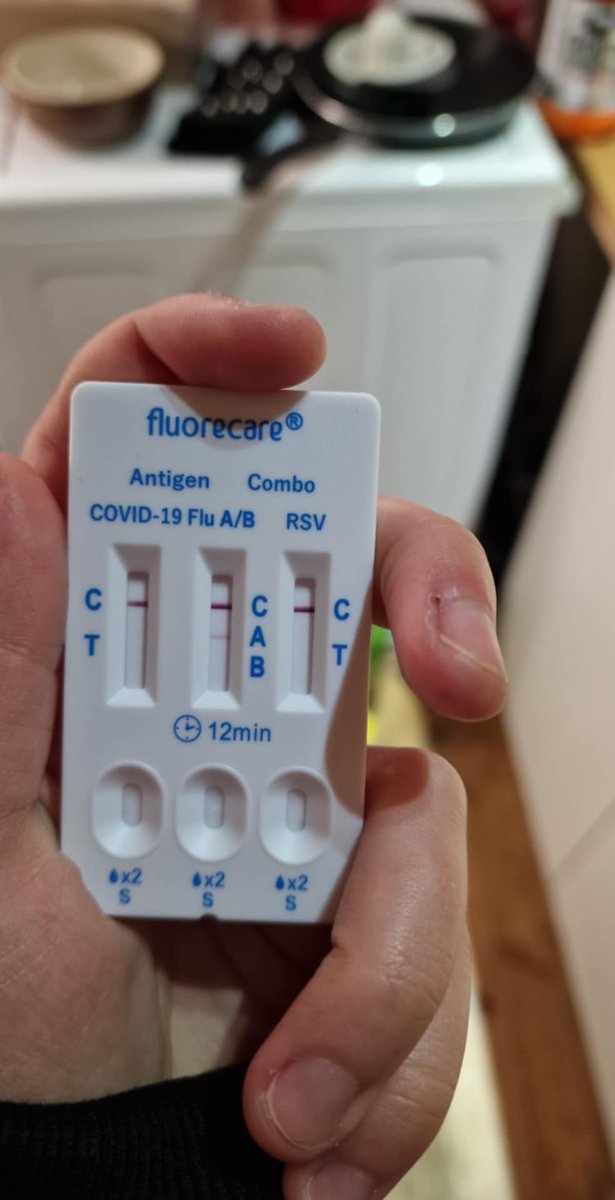 fluorecare®
Antigen Combo
COVID-19 Flu A/B RSV
C C C
T A T
B
12min
x2 x2 x2
S S S